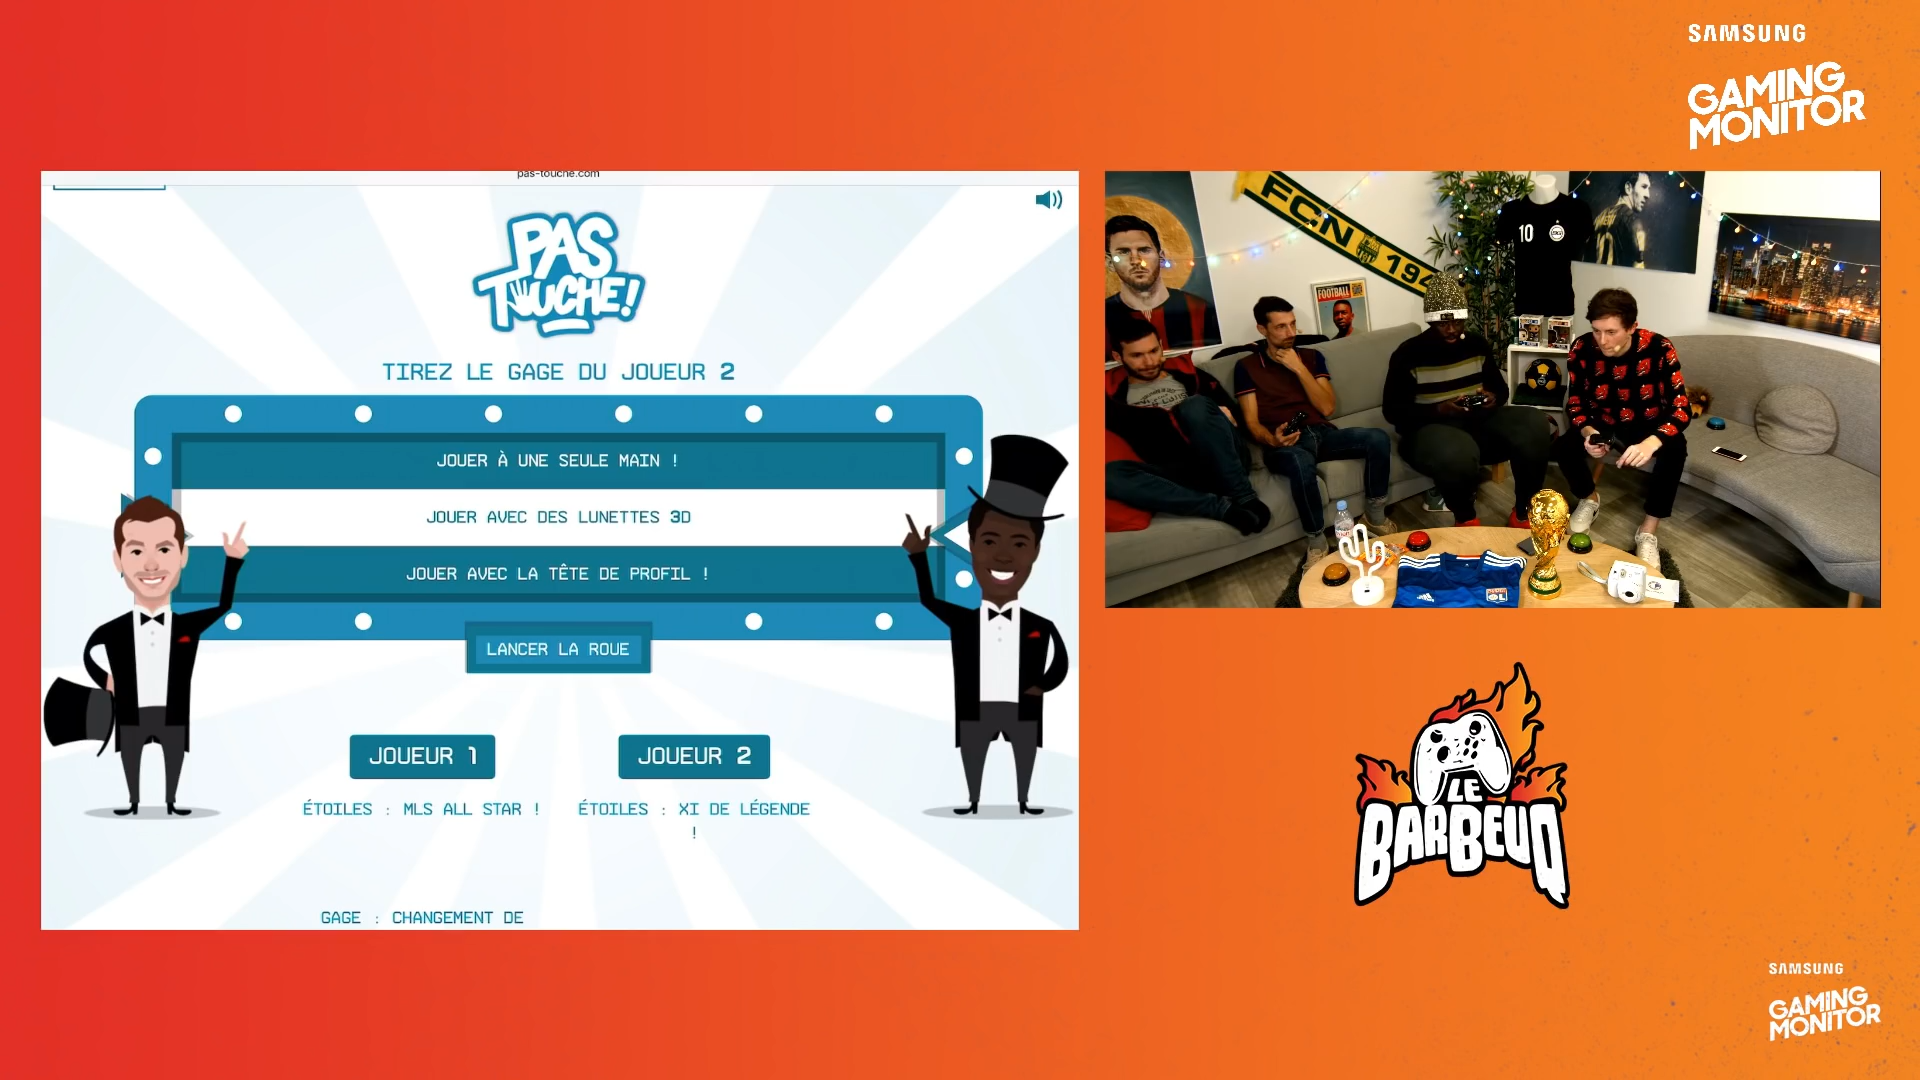 SAMSUNG
GAMING
MONITOR
pas-touche.com
PAS
TOUCHE!
TIREZ LE GAGE DU JOUEUR 2
JOUER À UNE SEULE MAIN !
JOUER AVEC DES LUNETTES 3D
JOUER AVEC LA TÊTE DE PROFIL !
LANCER LA ROUE
JOUEUR 1
JOUEUR 2
ÉTOILES : MLS ALL STAR !
ÉTOILES : XI DE LÉGENDE
!
GAGE : CHANGEMENT DE
FCN 194
10
FOOTBALL
OL
LE
BARBEUQ
SAMSUNG
GAMING
MONITOR